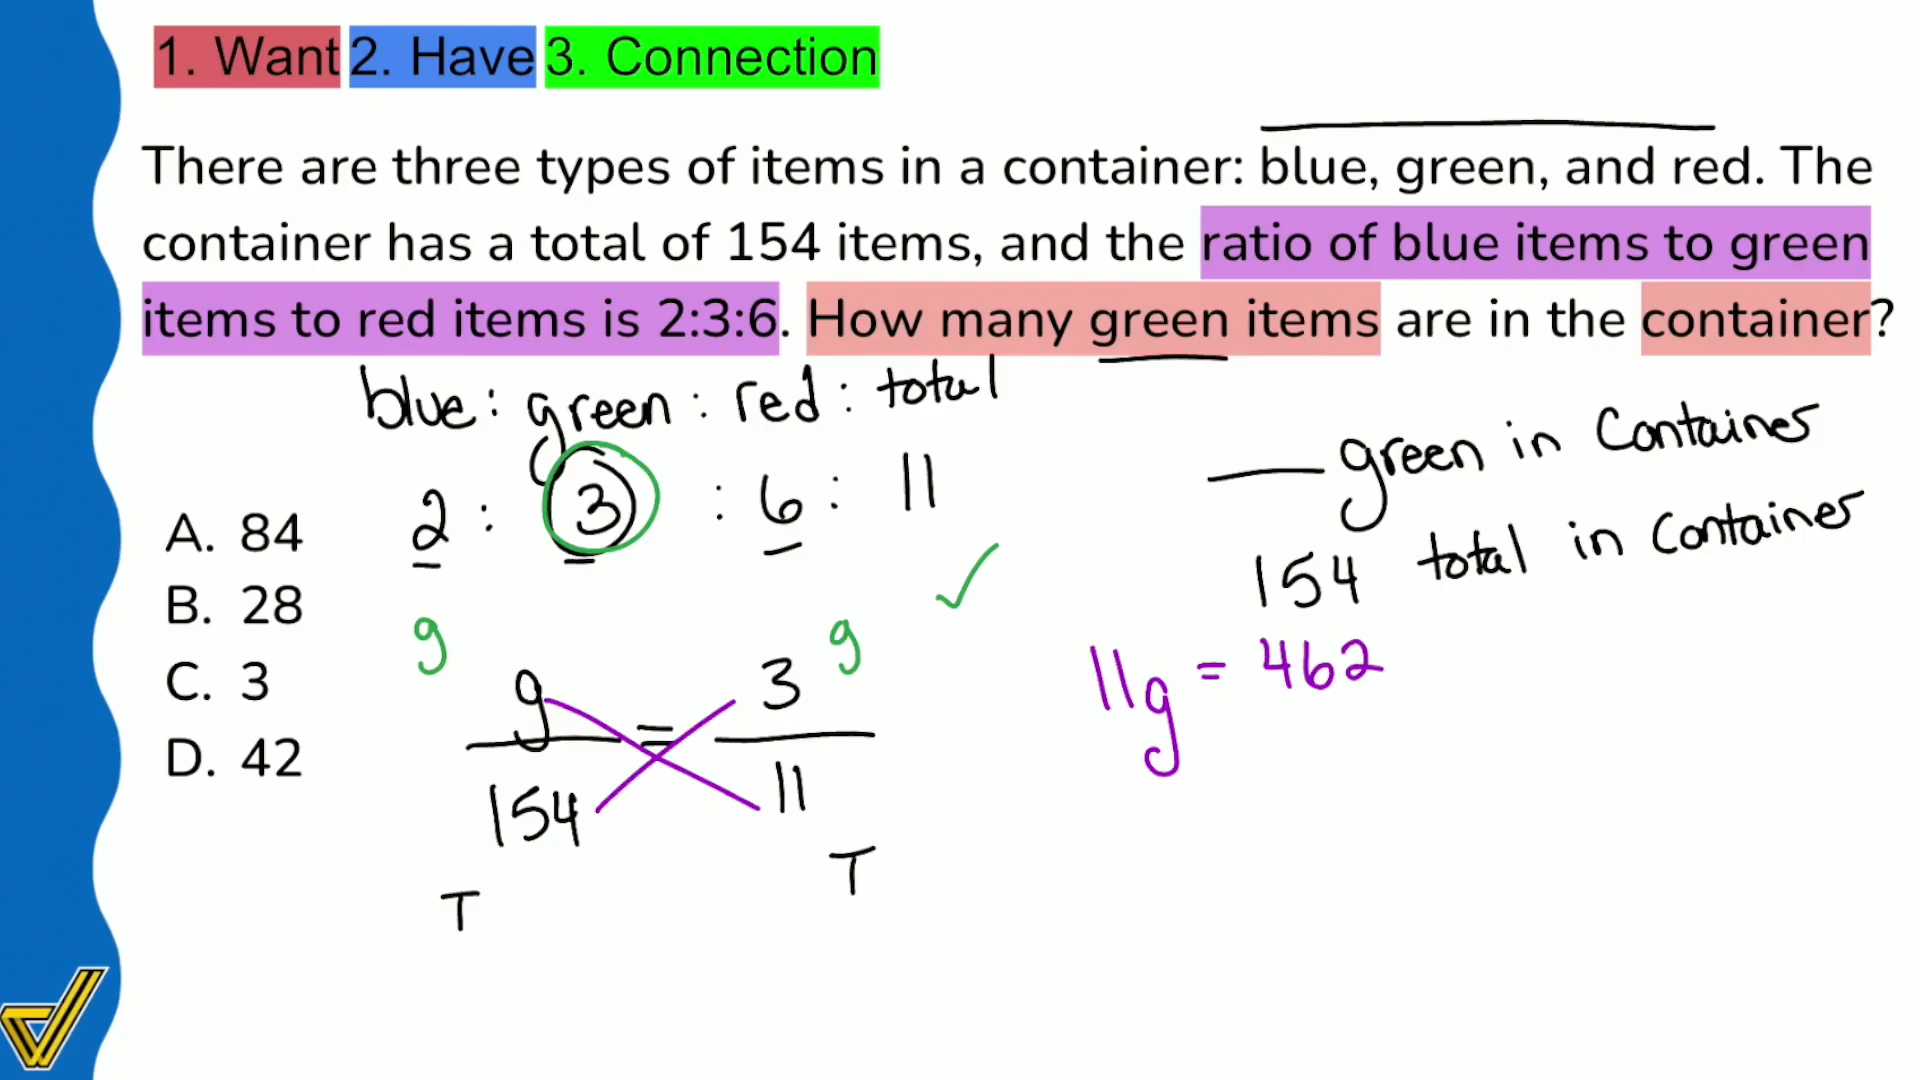 1. Want 2. Have 3. Connection
There are three types of items in a container: blue, green, and red. The
container has a total of 154 items, and the ratio of blue items to green
items to red items is 2:3:6. How many green items are in the container?
blue: green : red : total
2 : 3 : 6 : 11
___ green in Container
154 total in Container
A. 84
B. 28
C. 3
D. 42
g g ✓
g/154 = 3/11
T T
11g = 462